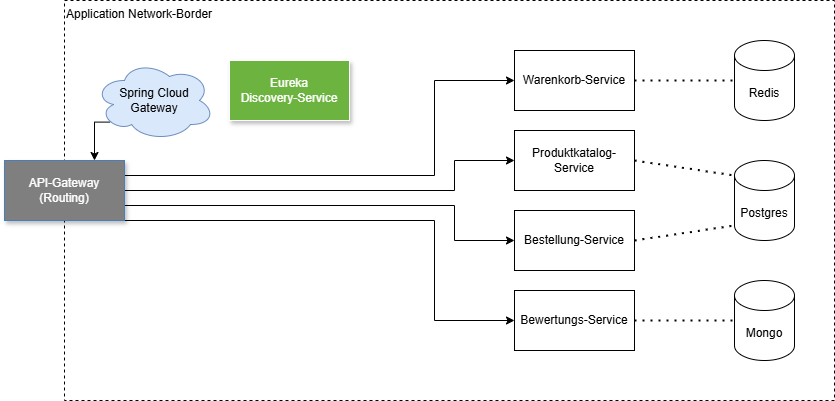 Application Network-Border
Spring Cloud
Gateway
Eureka
Discovery-Service
Warenkorb-Service
Redis
API-Gateway
(Routing)
Produktkatalog-
Service
Postgres
Bestellung-Service
Bewertungs-Service
Mongo